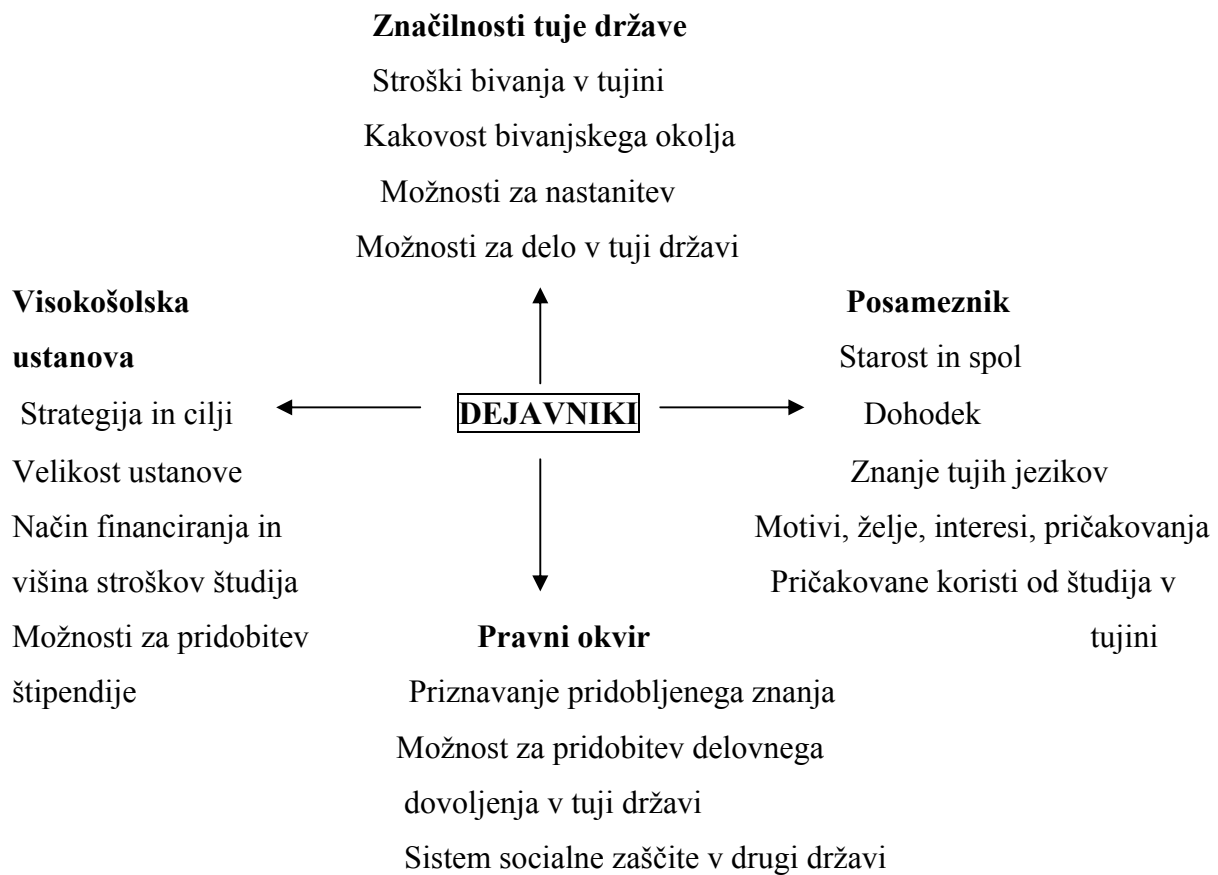 Značilnosti tuje države
Stroški bivanja v tujini
Kakovost bivanjskega okolja
Možnosti za nastanitev
Možnosti za delo v tuji državi
Visokošolska
ustanova
Strategija in cilji
Velikost ustanove
Način financiranja in
višina stroškov študija
Možnosti za pridobitev
štipendije
DEJAVNIKI
Posameznik
Starost in spol
Dohodek
Znanje tujih jezikov
Motivi, želje, interesi, pričakovanja
Pričakovane koristi od študija v
tujini
Pravni okvir
Priznavanje pridobljenega znanja
Možnost za pridobitev delovnega
dovoljenja v tuji državi
Sistem socialne zaščite v drugi državi